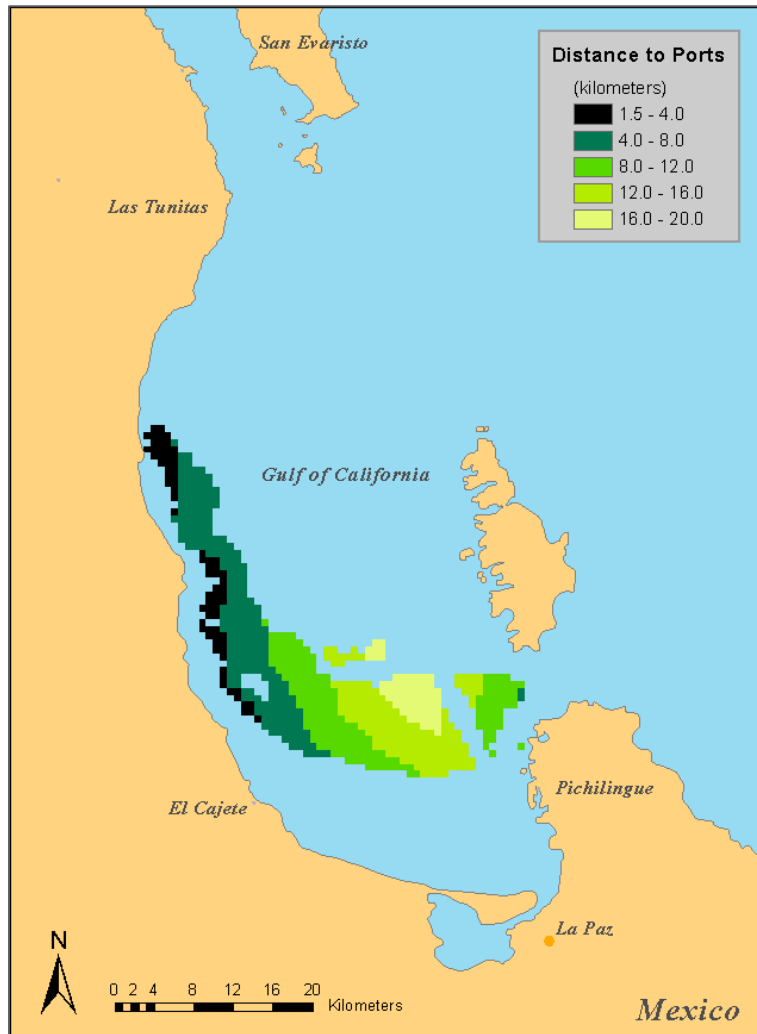 San Evaristo
Distance to Ports
(kilometers)
1.5 - 4.0
4.0 - 8.0
8.0 - 12.0
12.0 - 16.0
16.0 - 20.0
Las Tunitas
Gulf of California
Pichilingue
El Cajete
La Paz
N
0 2 4 8 12 16 20
Kilometers
Mexico